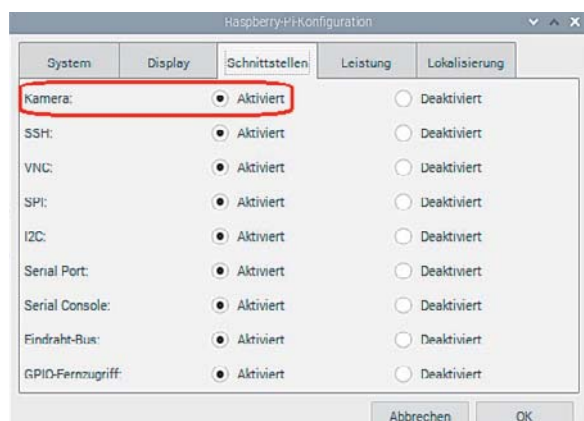 Raspberry-Pi-Konfiguration
System Display Schnittstellen Leistung Lokalisierung
Kamera: Aktiviert Deaktiviert
SSH: Aktiviert Deaktiviert
VNC: Aktiviert Deaktiviert
SPI: Aktiviert Deaktiviert
I2C: Aktiviert Deaktiviert
Serial Port: Aktiviert Deaktiviert
Serial Console: Aktiviert Deaktiviert
Eindraht-Bus: Aktiviert Deaktiviert
GPIO-Fernzugriff: Aktiviert Deaktiviert
Abbrechen OK